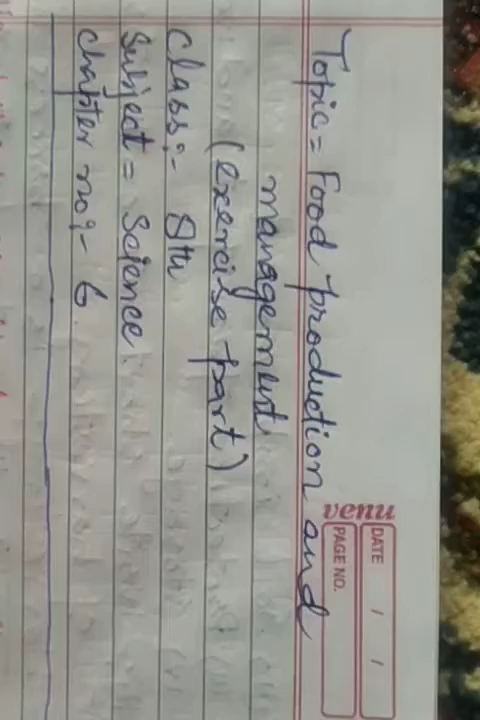 venu
DATE / /
PAGE NO.
Topic = Food production and
management
(exercise part)
Class :- 8th
Subject = Science
Chapter no :- 6